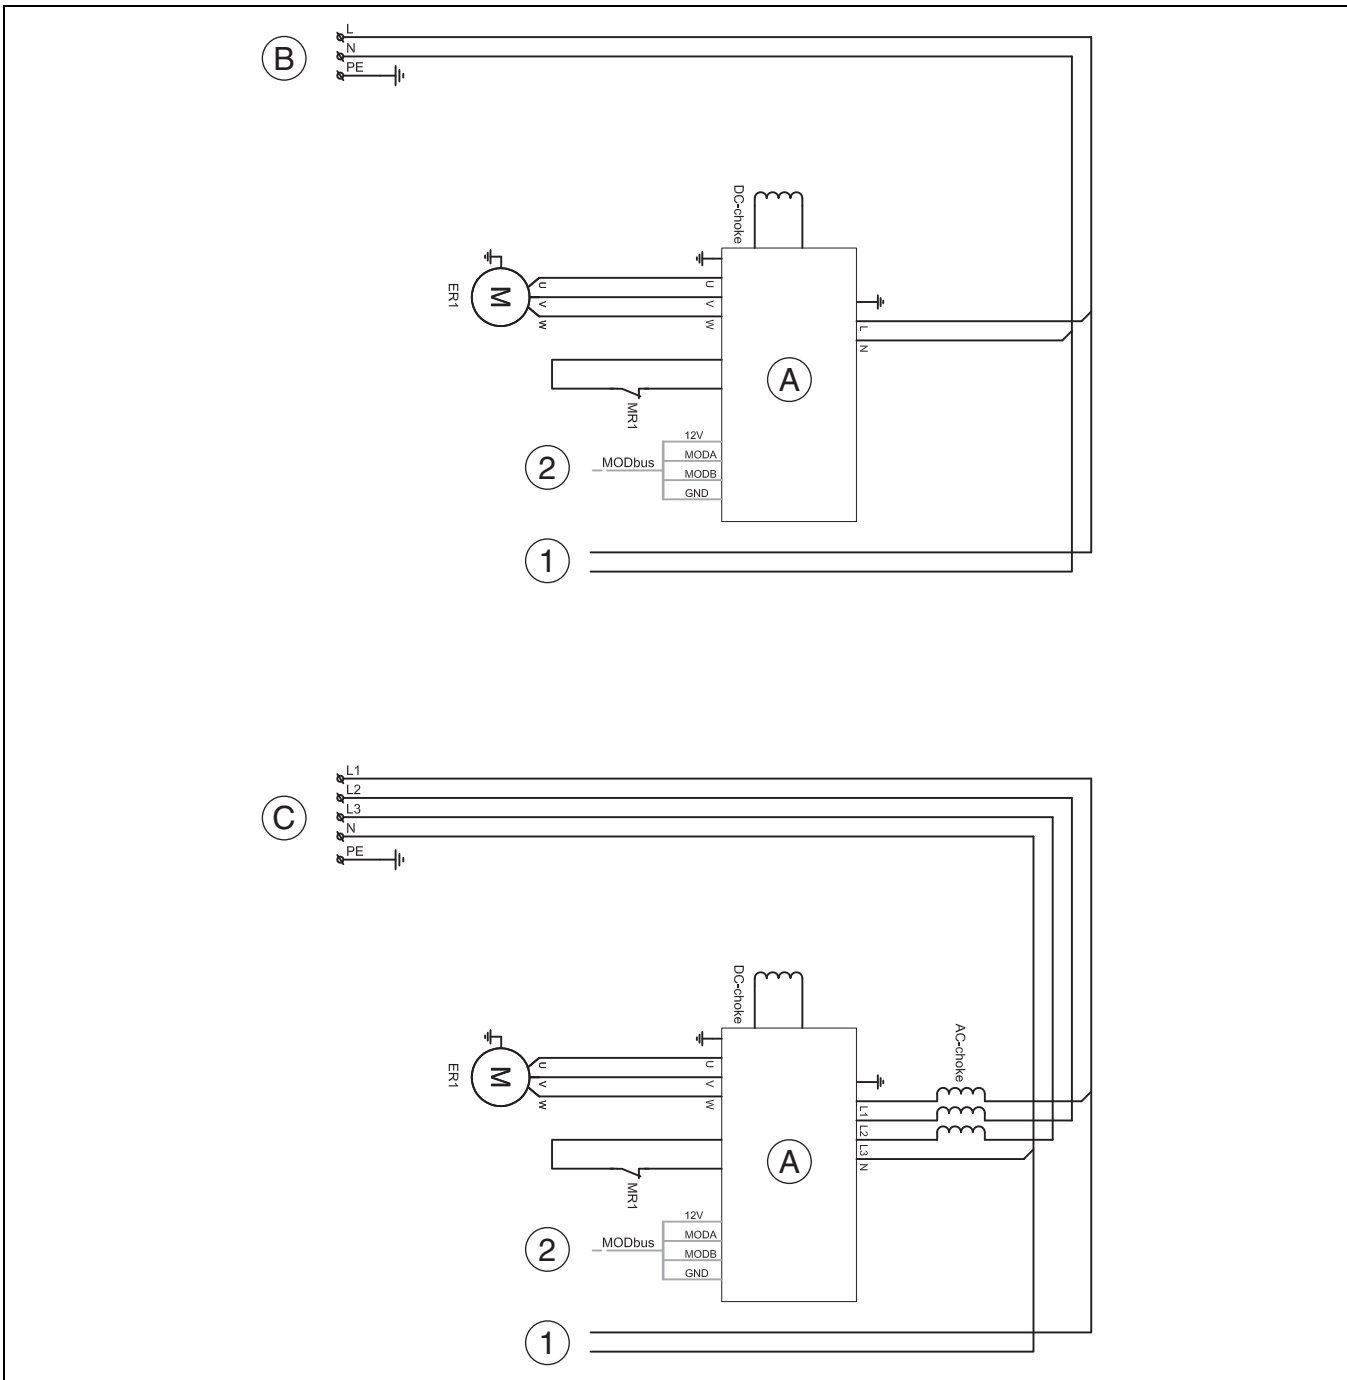 L
B
N
PE
DC-choke
M
ER1
U
V
W
U
V
W
L
N
A
MR1
12V
2
MODbus
MODA
MODB
GND
1
L1
L2
L3
C
N
PE
DC-choke
AC-choke
M
ER1
U
V
W
U
V
W
L1
L2
L3
N
A
MR1
12V
2
MODbus
MODA
MODB
GND
1